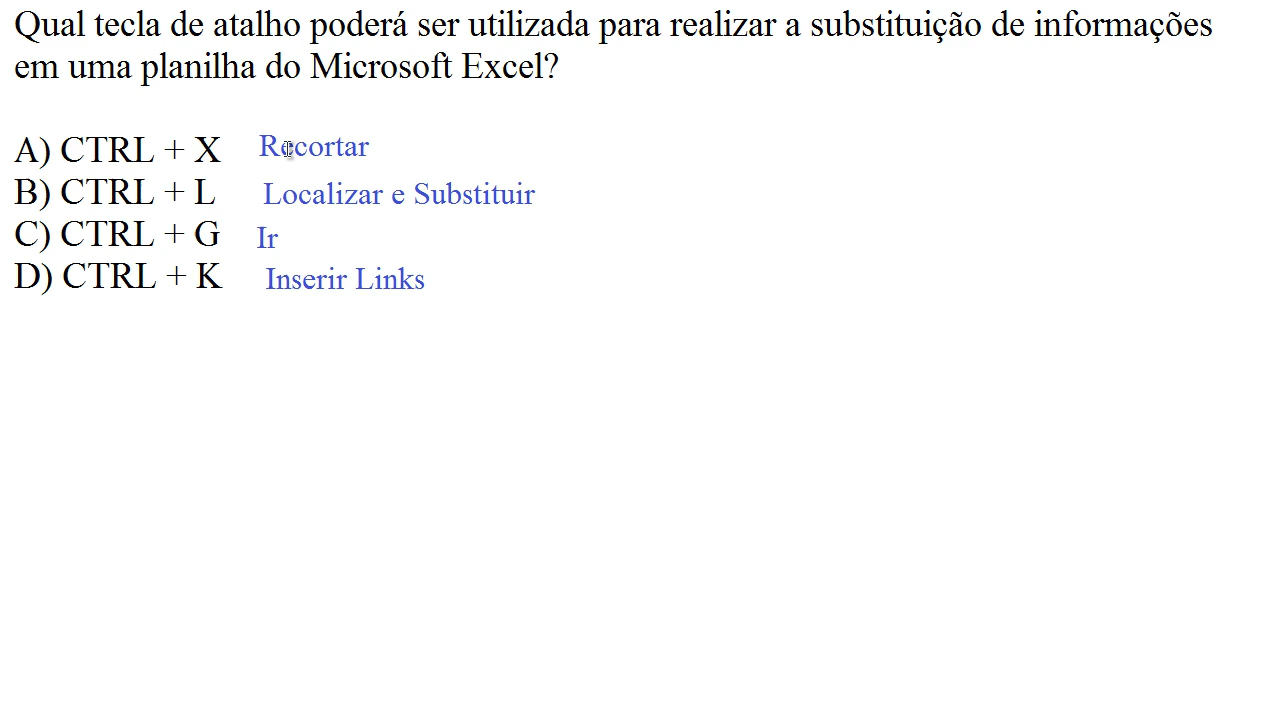 Qual tecla de atalho poderá ser utilizada para realizar a substituição de informações
em uma planilha do Microsoft Excel?
A) CTRL + X Recortar
B) CTRL + L Localizar e Substituir
C) CTRL + G Ir
D) CTRL + K Inserir Links